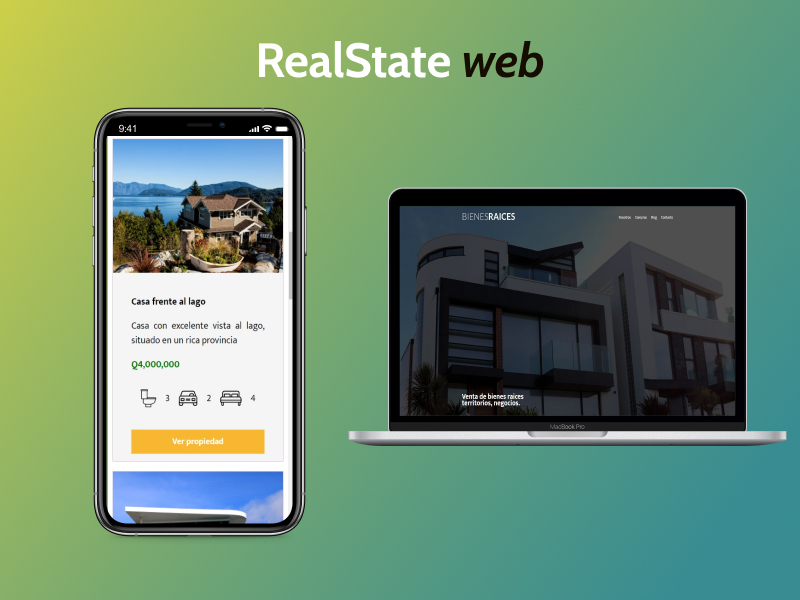 RealState web
9:41
Casa frente al lago
Casa con excelente vista al lago,
situado en un rica provincia
Q4,000,000
3 2 4
Ver propiedad
BIENESRAICES
Nosotros Anuncios Blog Contacto
Venta de bienes raices
territorios, negocios.
MacBook Pro